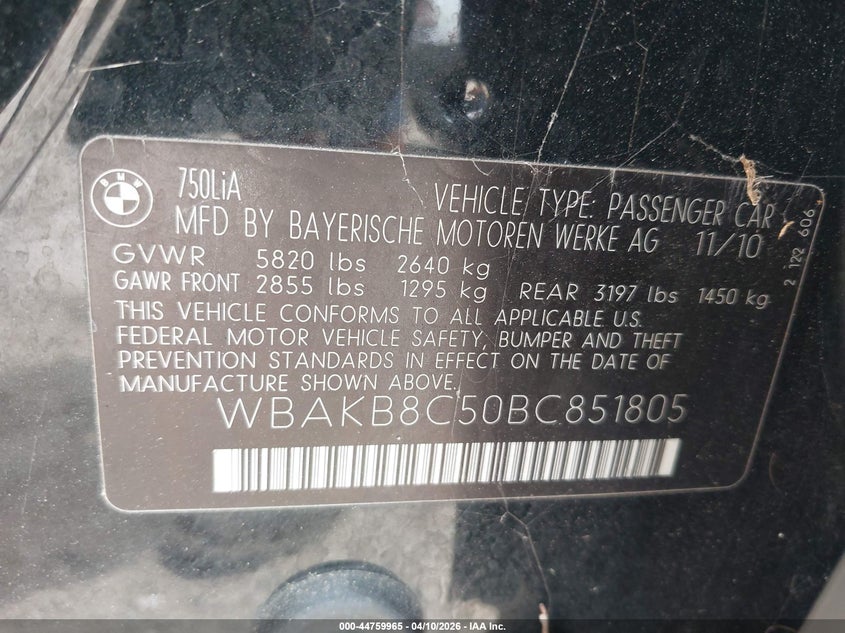 BMW
750LiA
VEHICLE TYPE: PASSENGER CAR
MFD BY BAYERISCHE MOTOREN WERKE AG 11/10
GVWR 5820 lbs 2640 kg
GAWR FRONT 2855 lbs 1295 kg REAR 3197 lbs 1450 kg
THIS VEHICLE CONFORMS TO ALL APPLICABLE U.S.
FEDERAL MOTOR VEHICLE SAFETY, BUMPER AND THEFT
PREVENTION STANDARDS IN EFFECT ON THE DATE OF
MANUFACTURE SHOWN ABOVE.
WBAKB8C50BC851805
2 122 606
000-44759965 - 04/10/2026 - IAA Inc.